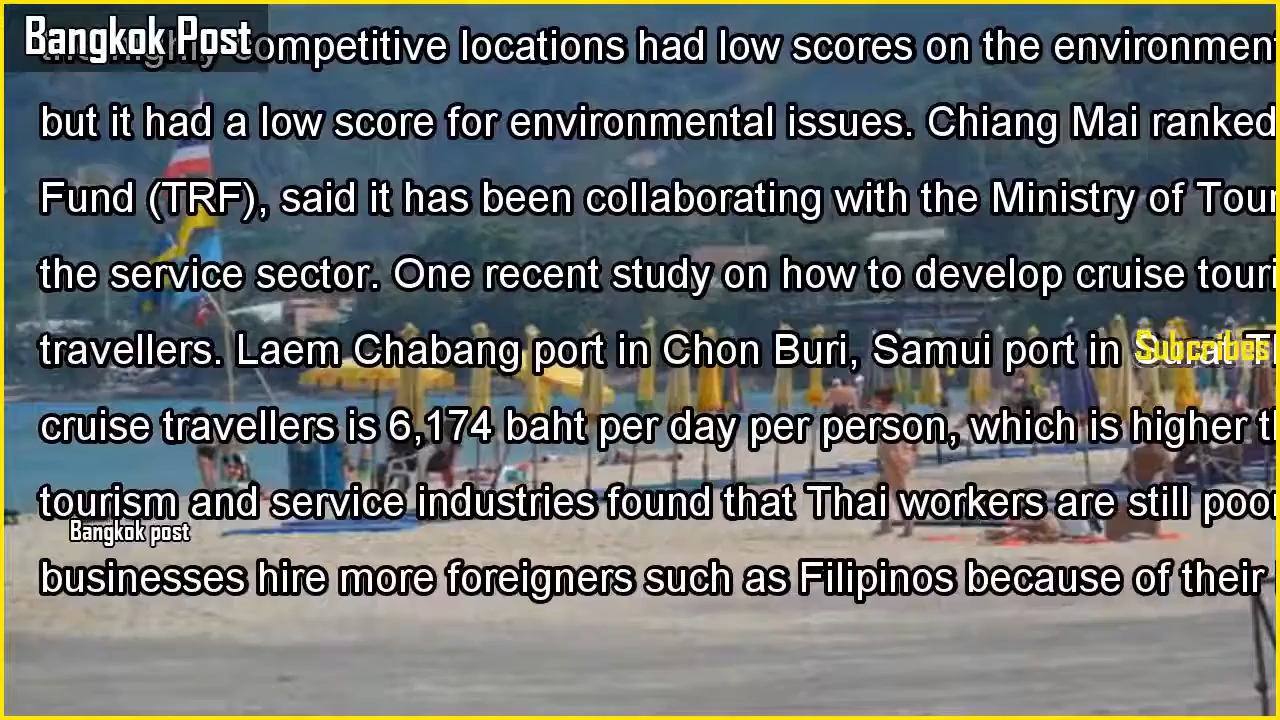 Bangkok Post
competitive locations had low scores on the environment
but it had a low score for environmental issues. Chiang Mai ranked
Fund (TRF), said it has been collaborating with the Ministry of Tour
the service sector. One recent study on how to develop cruise touri
travellers. Laem Chabang port in Chon Buri, Samui port in Surat T
Subcribes
cruise travellers is 6,174 baht per day per person, which is higher t
tourism and service industries found that Thai workers are still poor
Bangkok post
businesses hire more foreigners such as Filipinos because of their